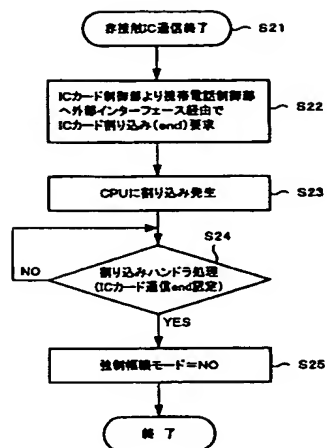 非接触IC通信終了
S21
ICカード制御部より携帯電話制御部
へ外部インターフェース経由で
ICカード割り込み(end)要求
S22
CPUに割り込み発生
S23
S24
割り込みハンドラ処理
(ICカード通信end認定)
NO
YES
強制輻輳モード=NO
S25
終了